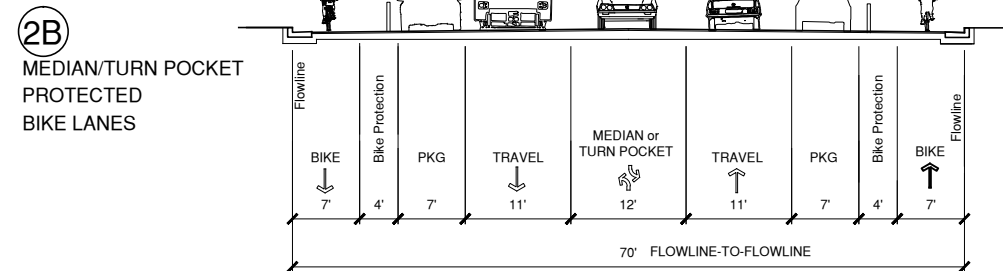 2B
MEDIAN/TURN POCKET
PROTECTED
BIKE LANES
Flowline
BIKE
7'
Bike Protection
4'
PKG
7'
TRAVEL
11'
MEDIAN or
TURN POCKET
12'
TRAVEL
11'
PKG
7'
Bike Protection
4'
BIKE
7'
Flowline
70' FLOWLINE-TO-FLOWLINE